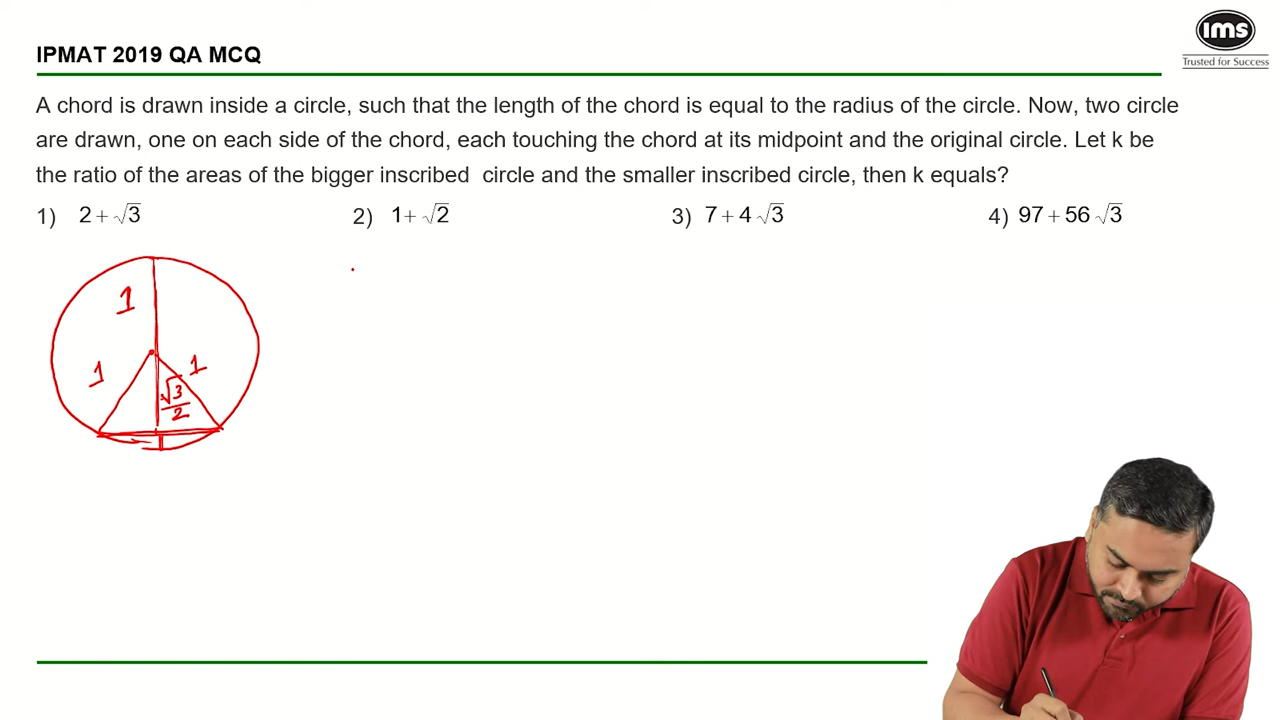 IPMAT 2019 QA MCQ
ims
Trusted for Success
A chord is drawn inside a circle, such that the length of the chord is equal to the radius of the circle. Now, two circle
are drawn, one on each side of the chord, each touching the chord at its midpoint and the original circle. Let k be
the ratio of the areas of the bigger inscribed circle and the smaller inscribed circle, then k equals?
1) 2 + √3 2) 1+ √2 3) 7 + 4 √3 4) 97 + 56 √3
1
1 1
√3/2